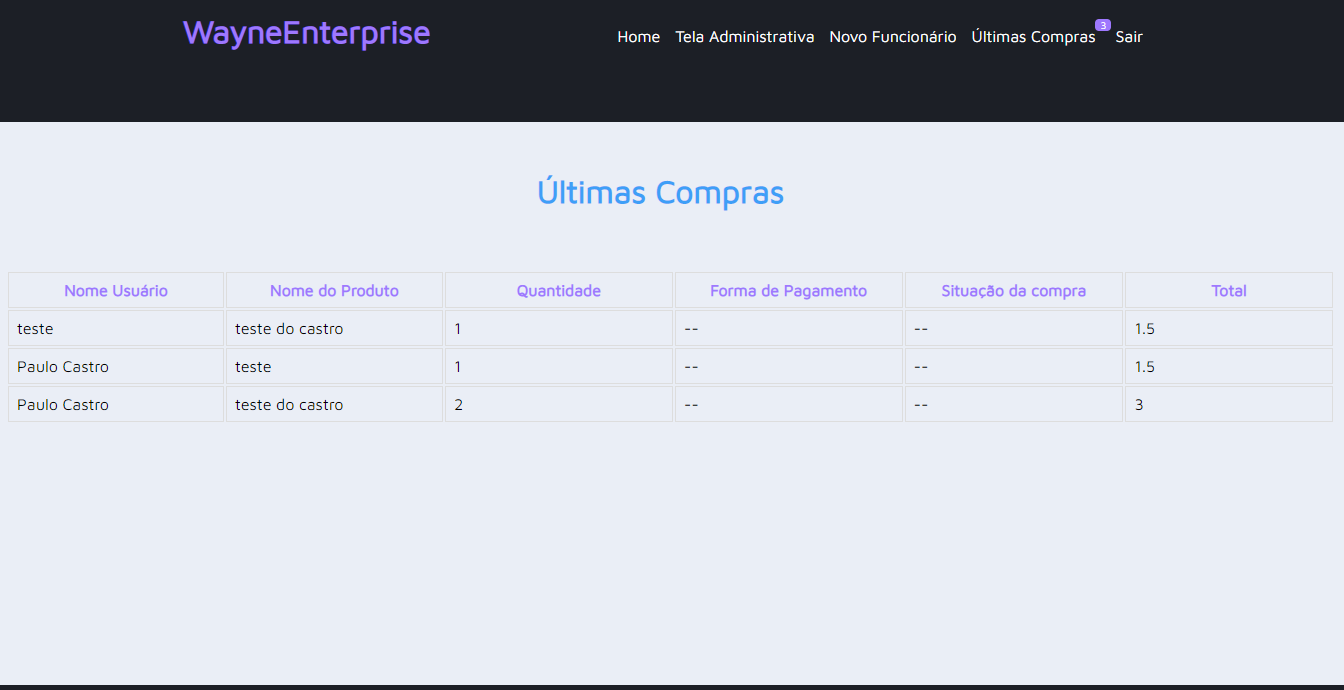 WayneEnterprise
Home Tela Administrativa Novo Funcionário Últimas Compras 3 Sair
Últimas Compras
Nome Usuário Nome do Produto Quantidade Forma de Pagamento Situação da compra Total
teste teste do castro 1 -- -- 1.5
Paulo Castro teste 1 -- -- 1.5
Paulo Castro teste do castro 2 -- -- 3